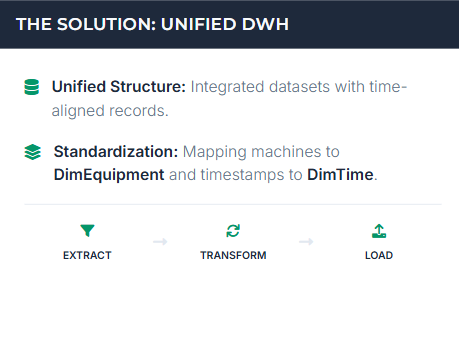 THE SOLUTION: UNIFIED DWH
Unified Structure: Integrated datasets with time-
aligned records.
Standardization: Mapping machines to
DimEquipment and timestamps to DimTime.
EXTRACT → TRANSFORM → LOAD